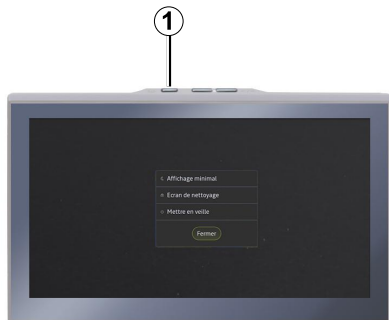 1
Affichage minimal
Ecran de nettoyage
Mettre en veille
Fermer